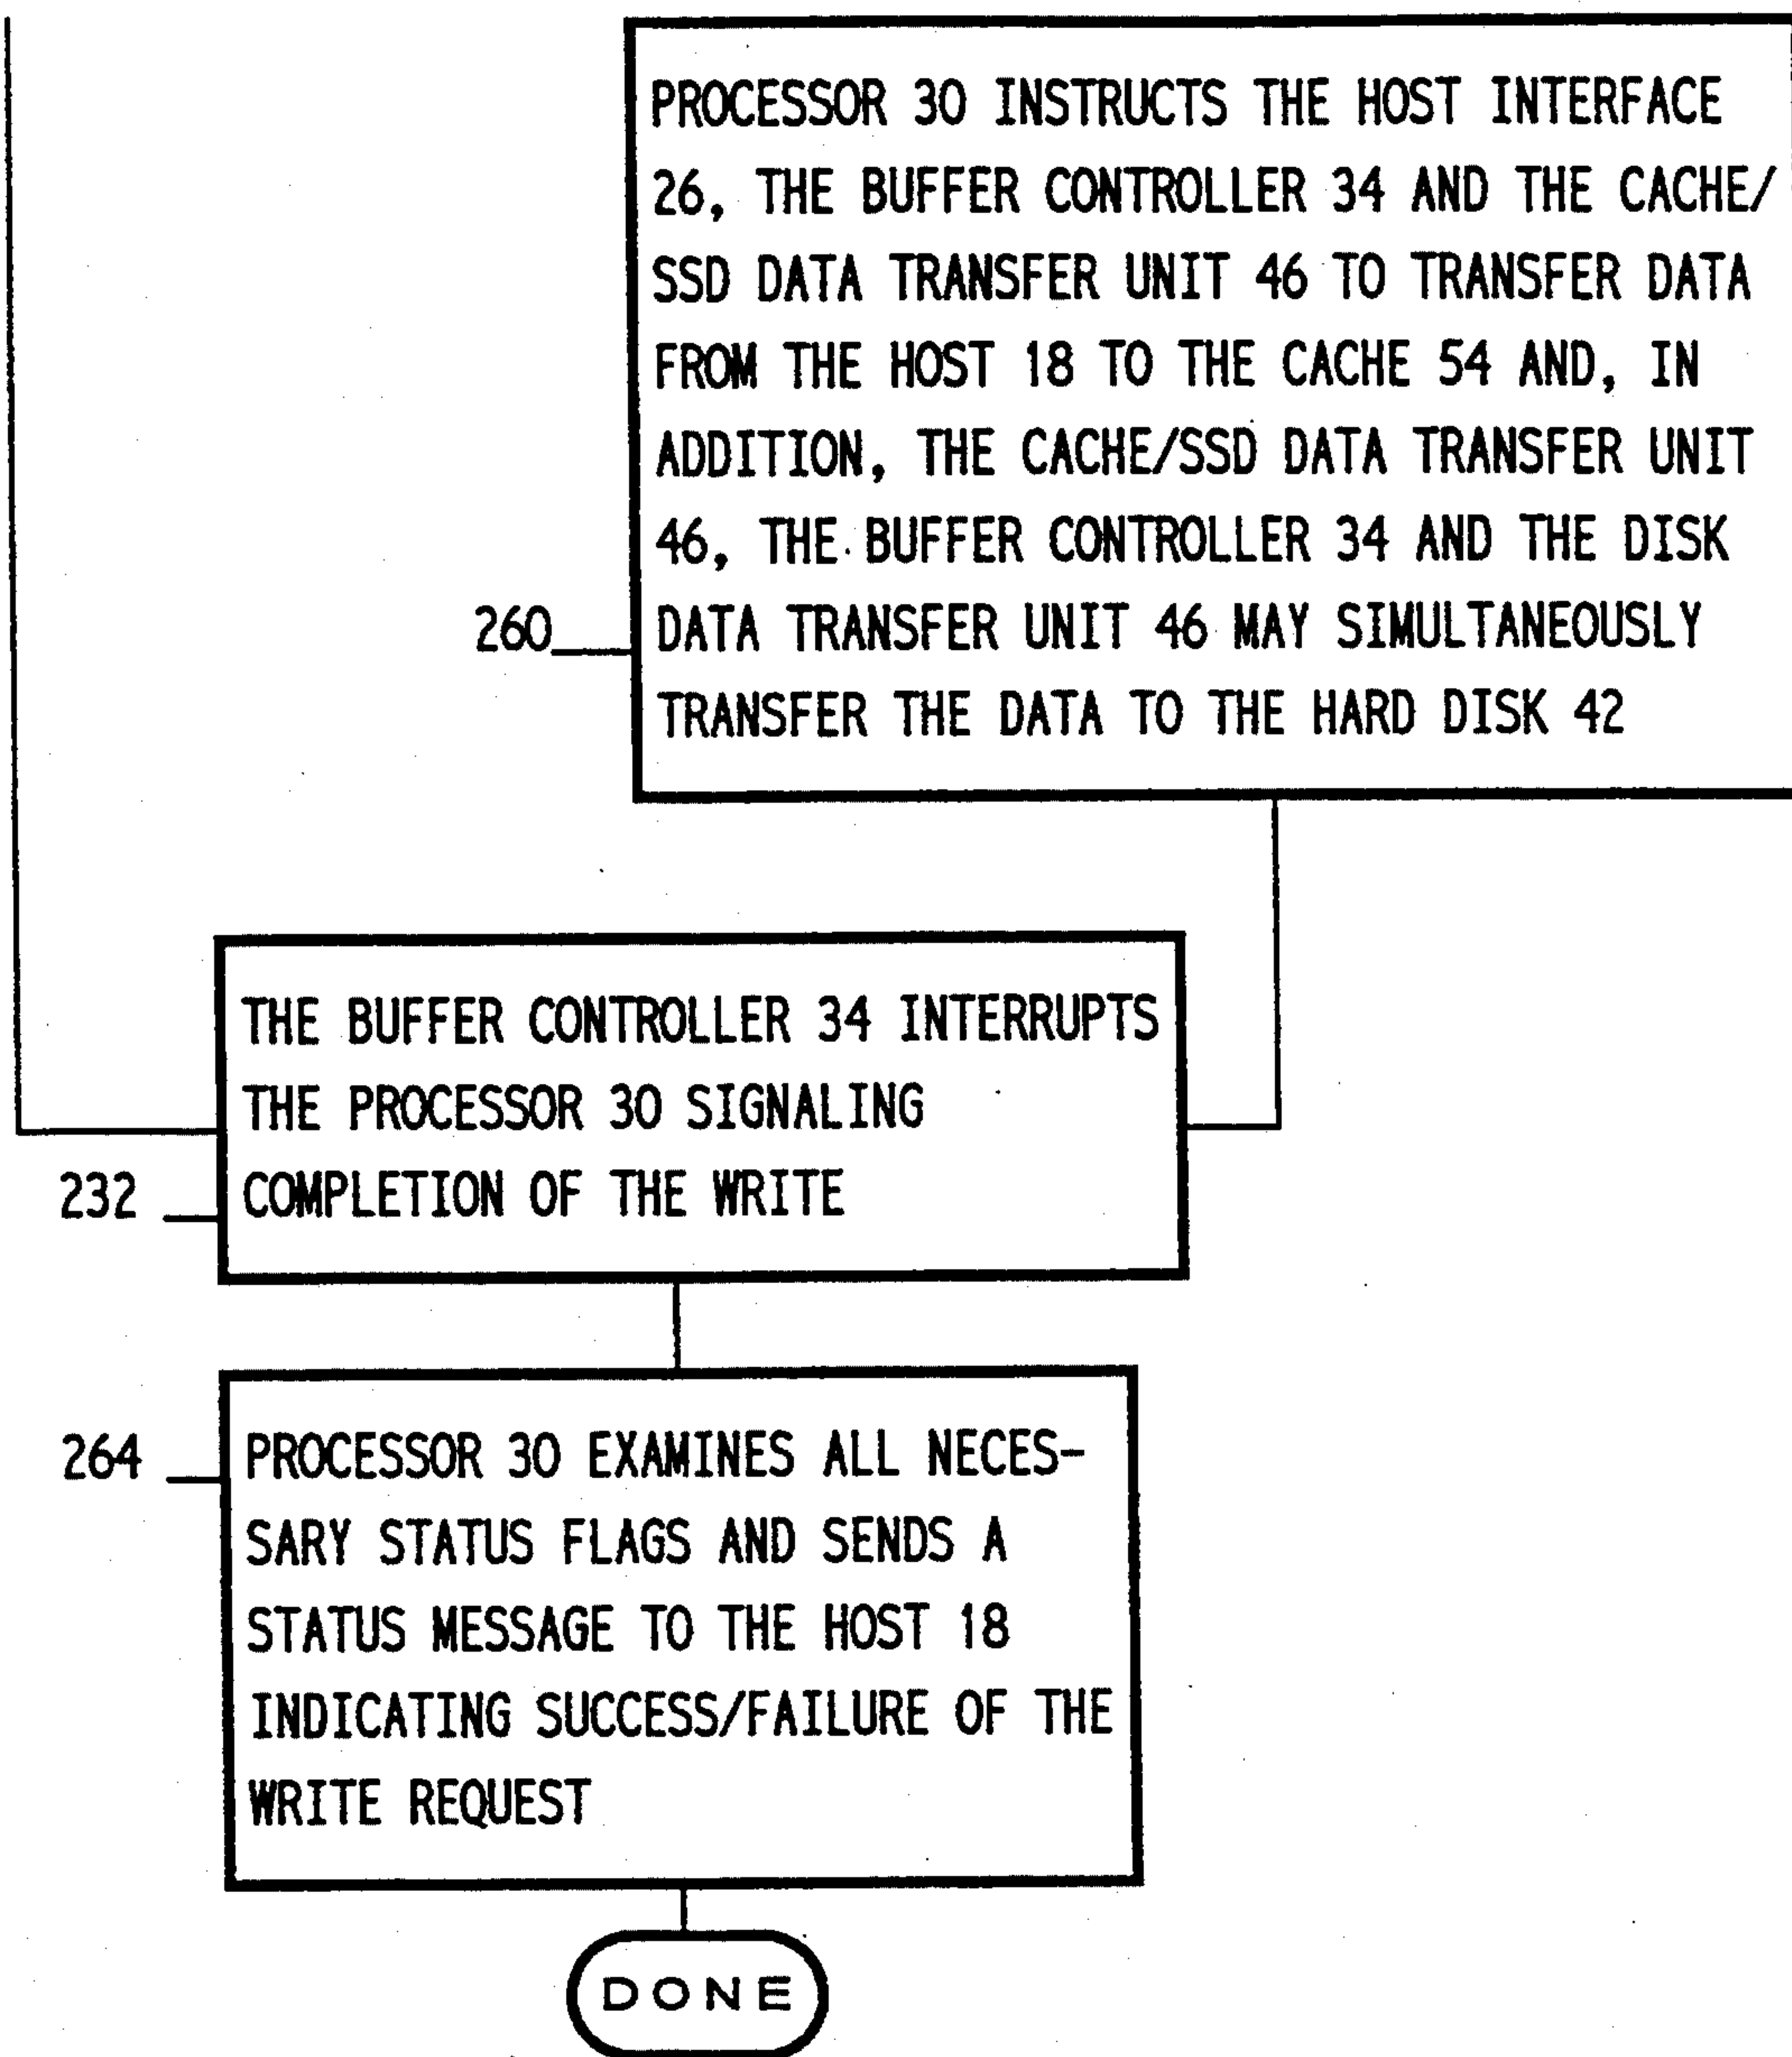 PROCESSOR 30 INSTRUCTS THE HOST INTERFACE
26, THE BUFFER CONTROLLER 34 AND THE CACHE/
SSD DATA TRANSFER UNIT 46 TO TRANSFER DATA
FROM THE HOST 18 TO THE CACHE 54 AND, IN
ADDITION, THE CACHE/SSD DATA TRANSFER UNIT
46, THE BUFFER CONTROLLER 34 AND THE DISK
DATA TRANSFER UNIT 46 MAY SIMULTANEOUSLY
TRANSFER THE DATA TO THE HARD DISK 42
260
THE BUFFER CONTROLLER 34 INTERRUPTS
THE PROCESSOR 30 SIGNALING
COMPLETION OF THE WRITE
232
264
PROCESSOR 30 EXAMINES ALL NECES-
SARY STATUS FLAGS AND SENDS A
STATUS MESSAGE TO THE HOST 18
INDICATING SUCCESS/FAILURE OF THE
WRITE REQUEST
DONE